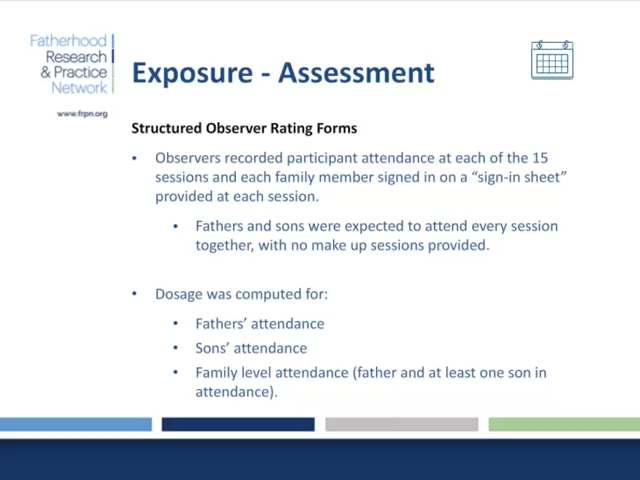 Fatherhood
Research
& Practice
Network
www.frpn.org
Exposure - Assessment
Structured Observer Rating Forms
• Observers recorded participant attendance at each of the 15
sessions and each family member signed in on a “sign-in sheet”
provided at each session.
• Fathers and sons were expected to attend every session
together, with no make up sessions provided.
• Dosage was computed for:
• Fathers’ attendance
• Sons’ attendance
• Family level attendance (father and at least one son in
attendance).